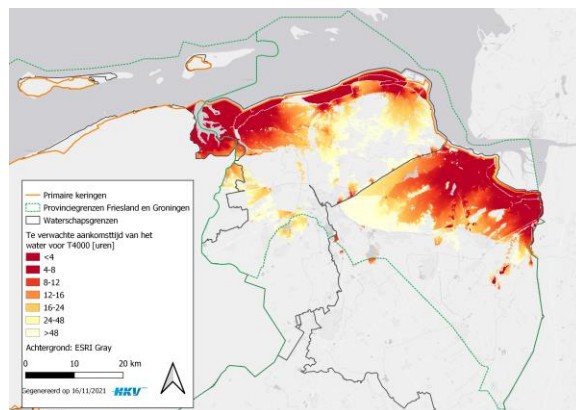 Primaire keringen
Provinciegrenzen Friesland en Groningen
Waterschapsgrenzen
Te verwachte aankomsttijd van het
water voor T4000 [uren]
<4
4-8
8-12
12-16
16-24
24-48
>48
Achtergrond: ESRI Gray
0 10 20 km
Gegenereerd op 16/11/2021 HKV